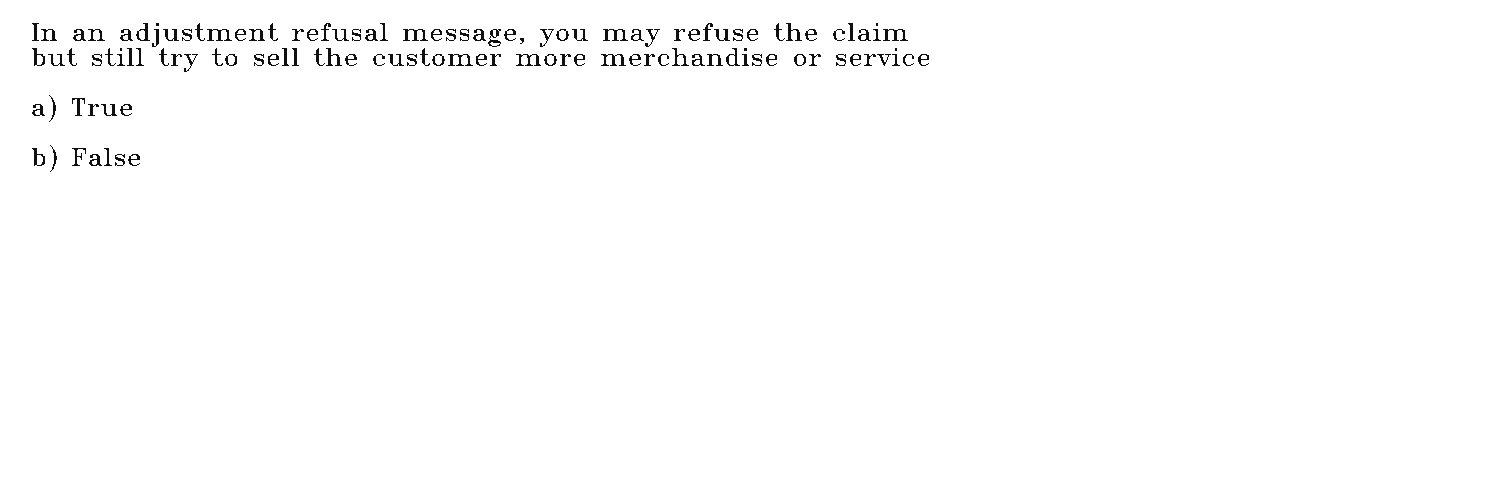 In an adjustment refusal message, you may refuse the claim
but still try to sell the customer more merchandise or service
a) True
b) False